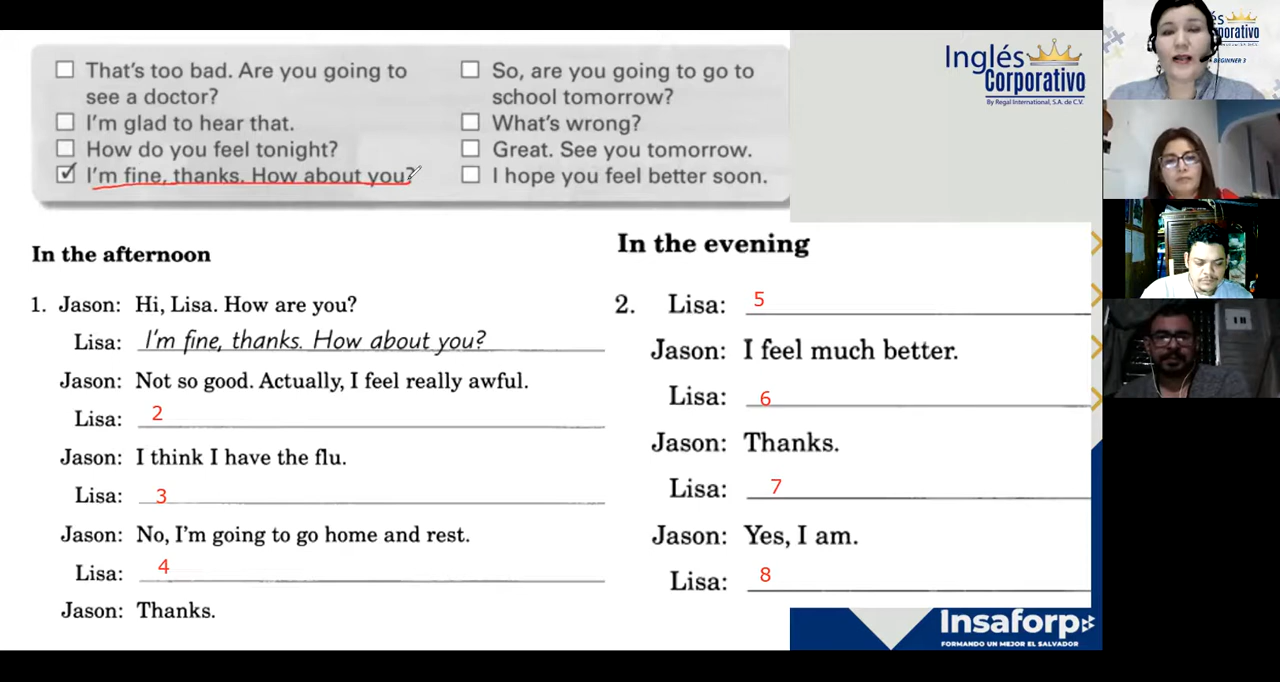 That's too bad. Are you going to
see a doctor?
I'm glad to hear that.
How do you feel tonight?
I'm fine, thanks. How about you?
So, are you going to go to
school tomorrow?
What's wrong?
Great. See you tomorrow.
I hope you feel better soon.
Inglés
Corporativo
By Regal International, S.A. de C.V.
In the afternoon
1. Jason: Hi, Lisa. How are you?
Lisa: I'm fine, thanks. How about you?
Jason: Not so good. Actually, I feel really awful.
Lisa: 2
Jason: I think I have the flu.
Lisa: 3
Jason: No, I'm going to go home and rest.
Lisa: 4
Jason: Thanks.
In the evening
2. Lisa: 5
Jason: I feel much better.
Lisa: 6
Jason: Thanks.
Lisa: 7
Jason: Yes, I am.
Lisa: 8
Insaforp
FORMANDO UN MEJOR EL SALVADOR
BEGINNER 3